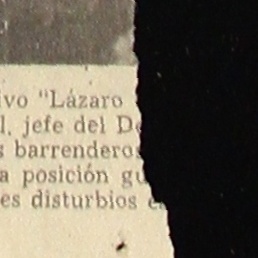 ivo "Lázaro
l, jefe del De
s barrenderos
a posición gu
es disturbios e